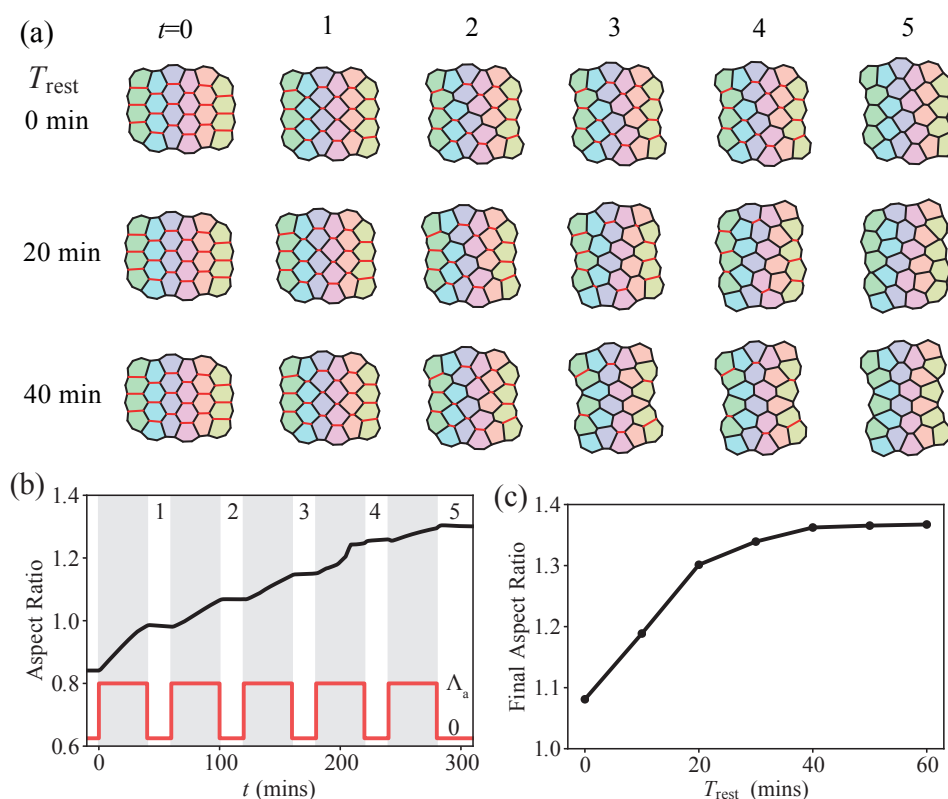 (a) t=0 1 2 3 4 5
T_rest
0 min
20 min
40 min
(b)
1.4
1.2
1.0
0.8
0.6
Aspect Ratio
1 2 3 4 5
Λ_a
0
0 100 200 300
t (mins)
(c)
1.4
1.3
1.2
1.1
1.0
Final Aspect Ratio
0 20 40 60
T_rest (mins)